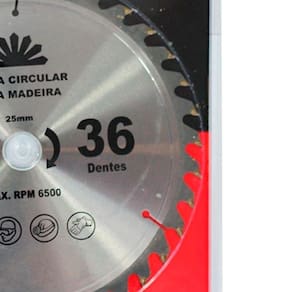 A CIRCULAR
A MADEIRA
25mm
36
Dentes
X. RPM 6500